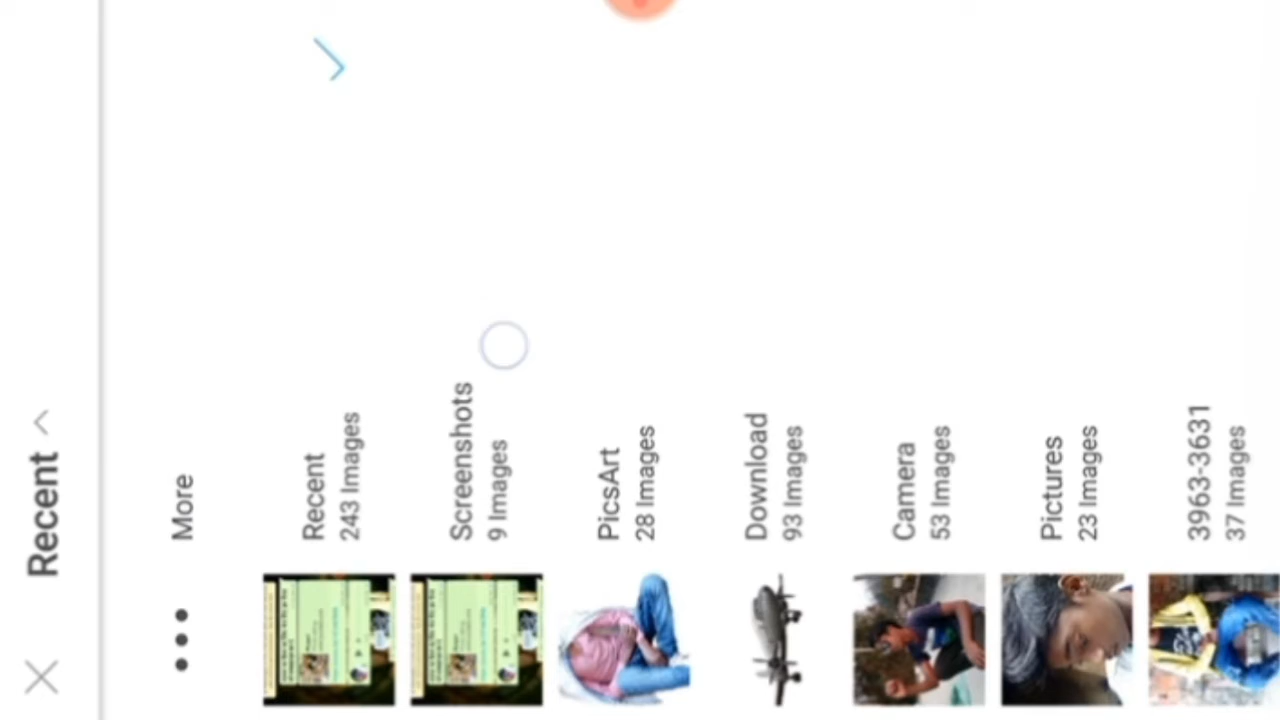 Recent
More
Recent
243 Images
Screenshots
9 Images
PicsArt
28 Images
Download
93 Images
Camera
53 Images
Pictures
23 Images
3963-3631
37 Images